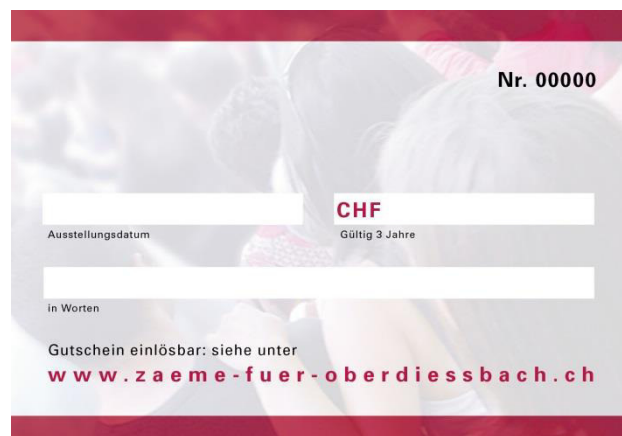 Nr. 00000
CHF
Ausstellungsdatum
Gültig 3 Jahre
in Worten
Gutschein einlösbar: siehe unter
www.zaeme-fuer-oberdiessbach.ch